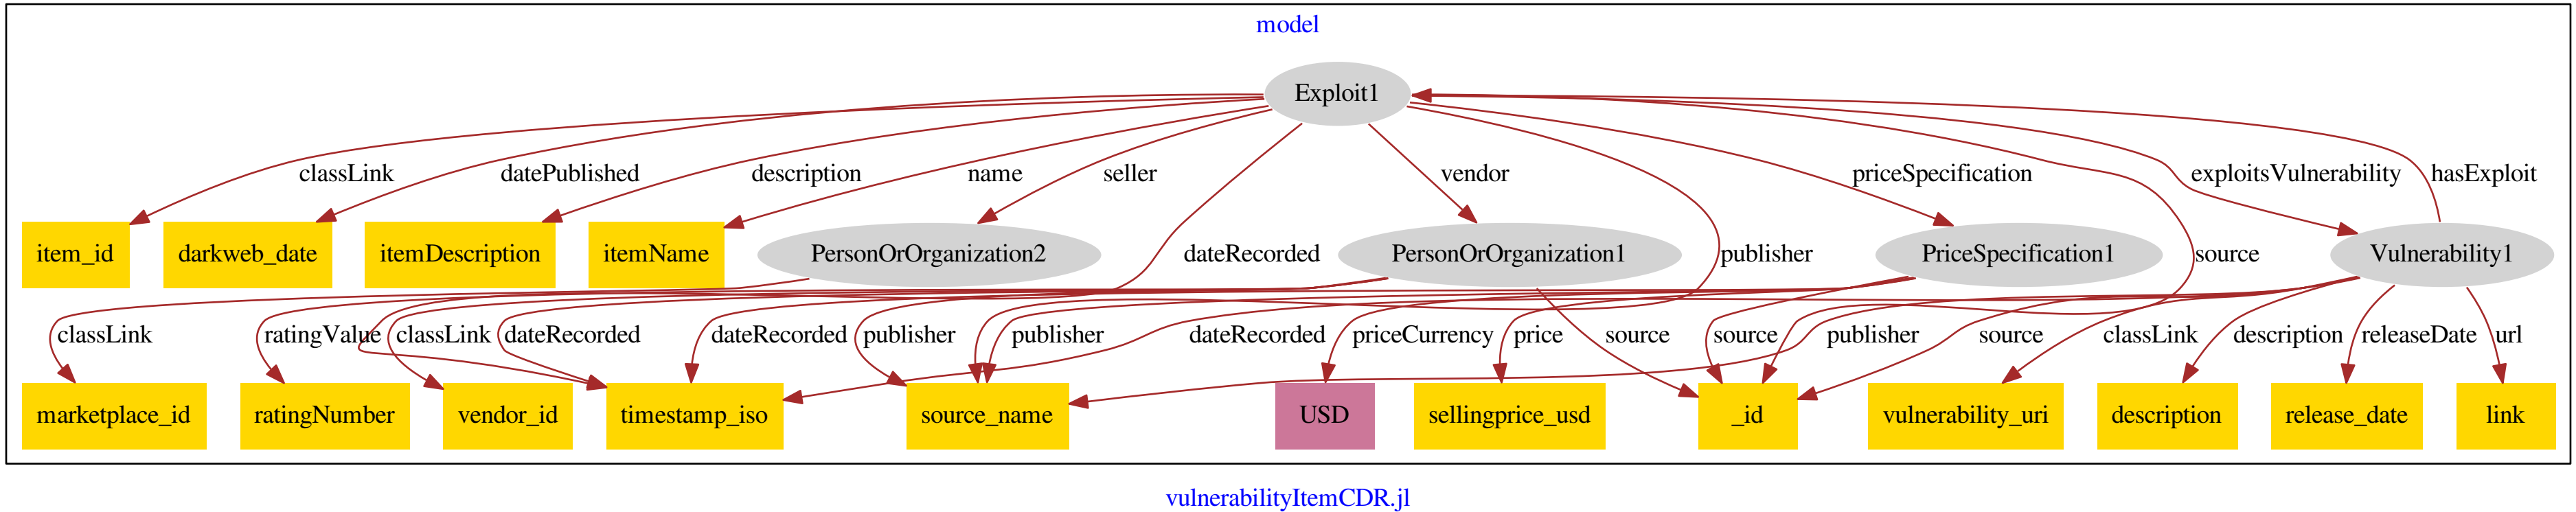 model
Exploit1
classLink
datePublished
description
name
seller
vendor
priceSpecification
exploitsVulnerability
hasExploit
item_id
darkweb_date
itemDescription
itemName
PersonOrOrganization2
dateRecorded
PersonOrOrganization1
publisher
PriceSpecification1
source
Vulnerability1
classLink
ratingValue
classLink
dateRecorded
dateRecorded
publisher
publisher
dateRecorded
priceCurrency
price
source
source
publisher
source
classLink
description
releaseDate
url
marketplace_id
ratingNumber
vendor_id
timestamp_iso
source_name
USD
sellingprice_usd
_id
vulnerability_uri
description
release_date
link
vulnerabilityItemCDR.jl